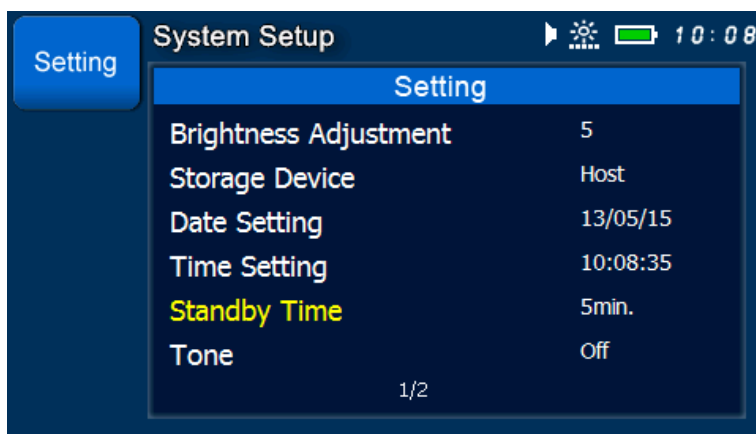 Setting
System Setup
10:08
Setting
Brightness Adjustment 5
Storage Device Host
Date Setting 13/05/15
Time Setting 10:08:35
Standby Time 5min.
Tone Off
1/2